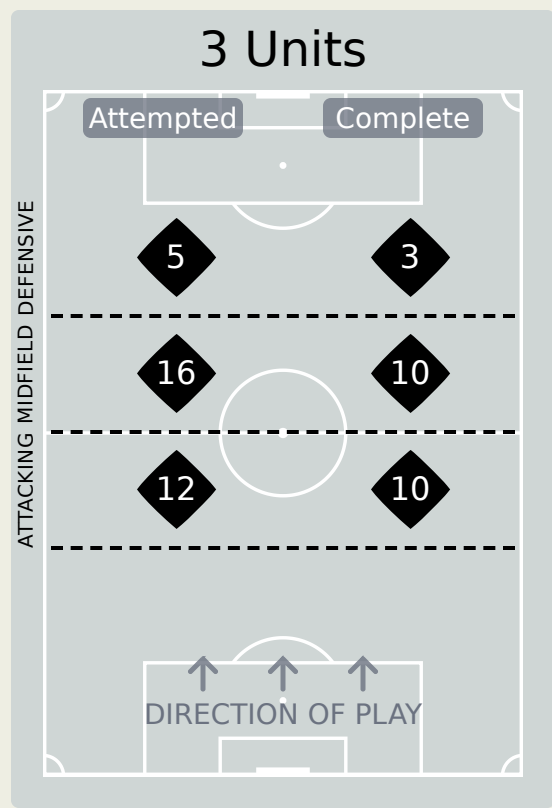 3 Units
Attempted Complete
5 3
16 10
12 10
ATTACKING MIDFIELD DEFENSIVE
DIRECTION OF PLAY